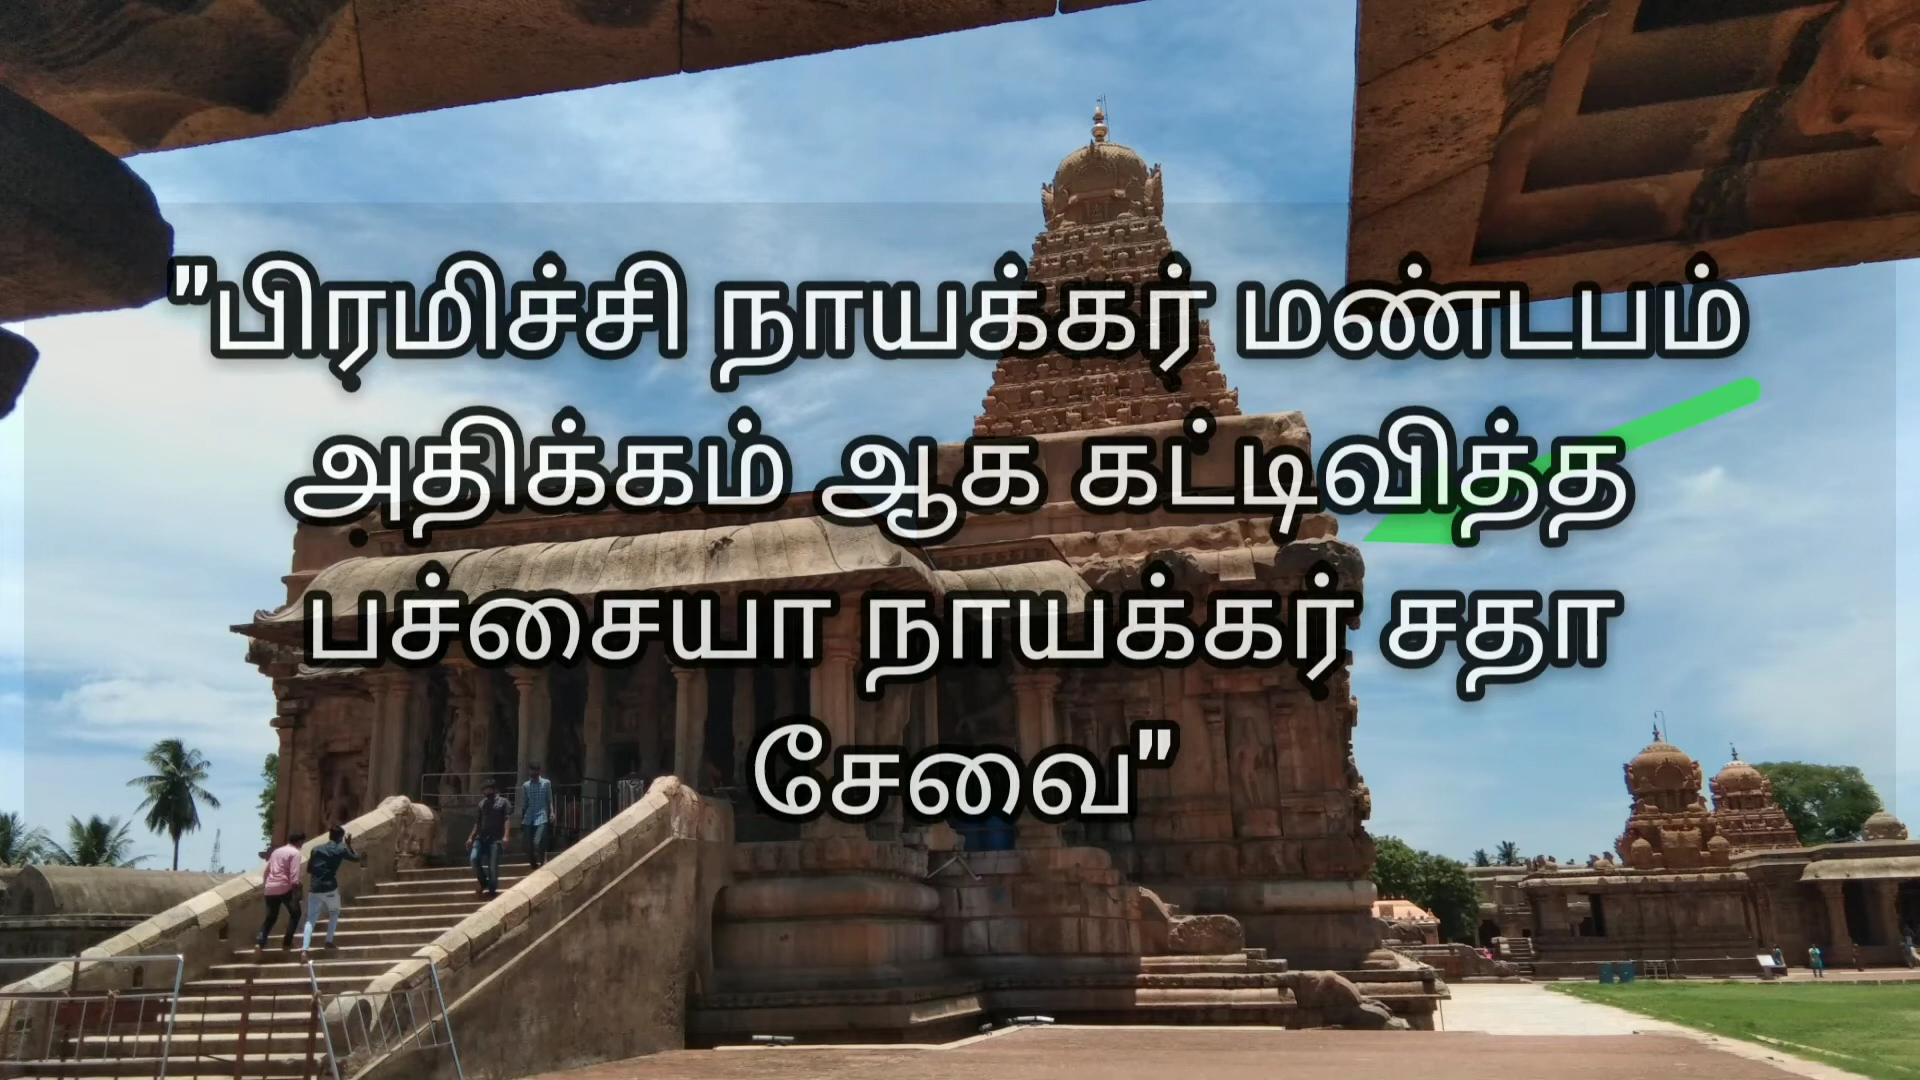 "பிரமிச்சி நாயக்கர் மண்டபம்
அதிக்கம் ஆக கட்டிவித்த
பச்சையா நாயக்கர் சதா
சேவை"